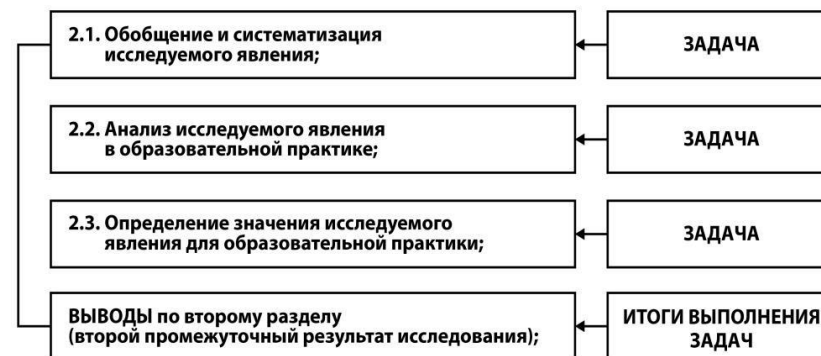 2.1. Обобщение и систематизация
исследуемого явления;
ЗАДАЧА
2.2. Анализ исследуемого явления
в образовательной практике;
ЗАДАЧА
2.3. Определение значения исследуемого
явления для образовательной практики;
ЗАДАЧА
ВЫВОДЫ по второму разделу
(второй промежуточный результат исследования);
ИТОГИ ВЫПОЛНЕНИЯ
ЗАДАЧ